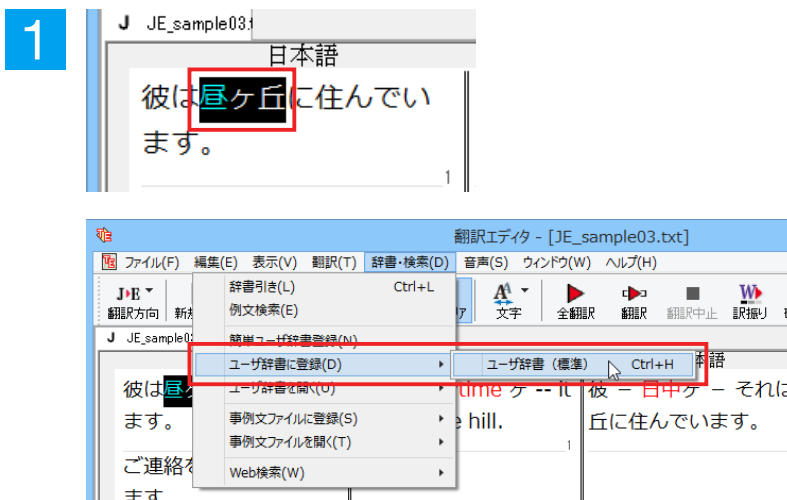 1
J JE_sample03.t
日本語
彼は昼ケ丘に住んでい
ます。
1
翻訳エディタ - [JE_sample03.txt]
ファイル(F) 編集(E) 表示(V) 翻訳(T) 辞書・検索(D) 音声(S) ウィンドウ(W) ヘルプ(H)
J▶E
翻訳方向
文字 全翻訳 翻訳 翻訳中止 訳振り
辞書引き(L) Ctrl+L
例文検索(E)
簡単ユーザ辞書登録(N)
ユーザ辞書に登録(D)
ユーザ辞書(標準) Ctrl+H
ユーザ辞書を開く(U)
事例文ファイルに登録(S)
事例文ファイルを開く(T)
Web検索(W)
J JE_sample0
本語
彼は昼
ます。
ご連絡を
ます
time ケ -- it
hill.
1
彼 – 日中ケ – それは
丘に住んでいます。